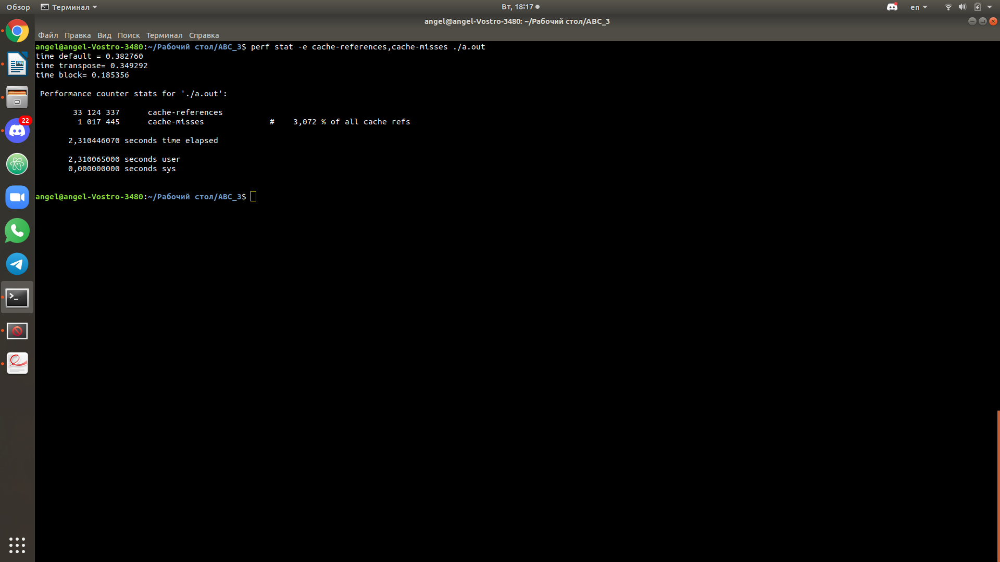 Обзор Терминал Вт, 18:17 en
angel@angel-Vostro-3480: ~/Рабочий стол/ABC_3
Файл Правка Вид Поиск Терминал Справка
angel@angel-Vostro-3480:~/Рабочий стол/ABC_3$ perf stat -e cache-references,cache-misses ./a.out
time default = 0.382760
time transpose= 0.349292
time block= 0.185356
Performance counter stats for './a.out':
33 124 337 cache-references
1 017 445 cache-misses # 3,072 % of all cache refs
2,310446070 seconds time elapsed
2,310065000 seconds user
0,000000000 seconds sys
angel@angel-Vostro-3480:~/Рабочий стол/ABC_3$
22